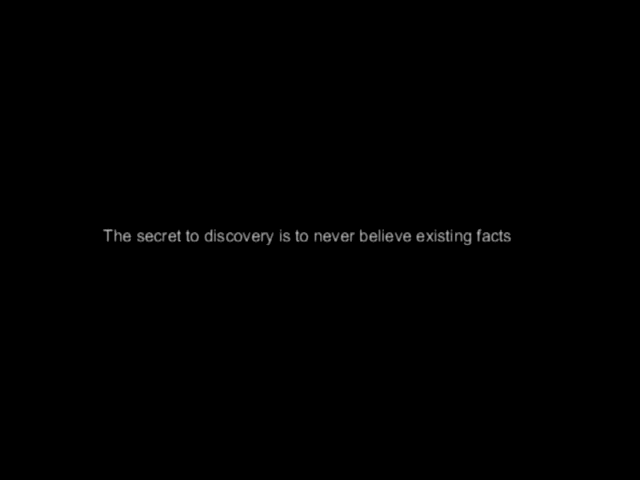 The secret to discovery is to never believe existing facts